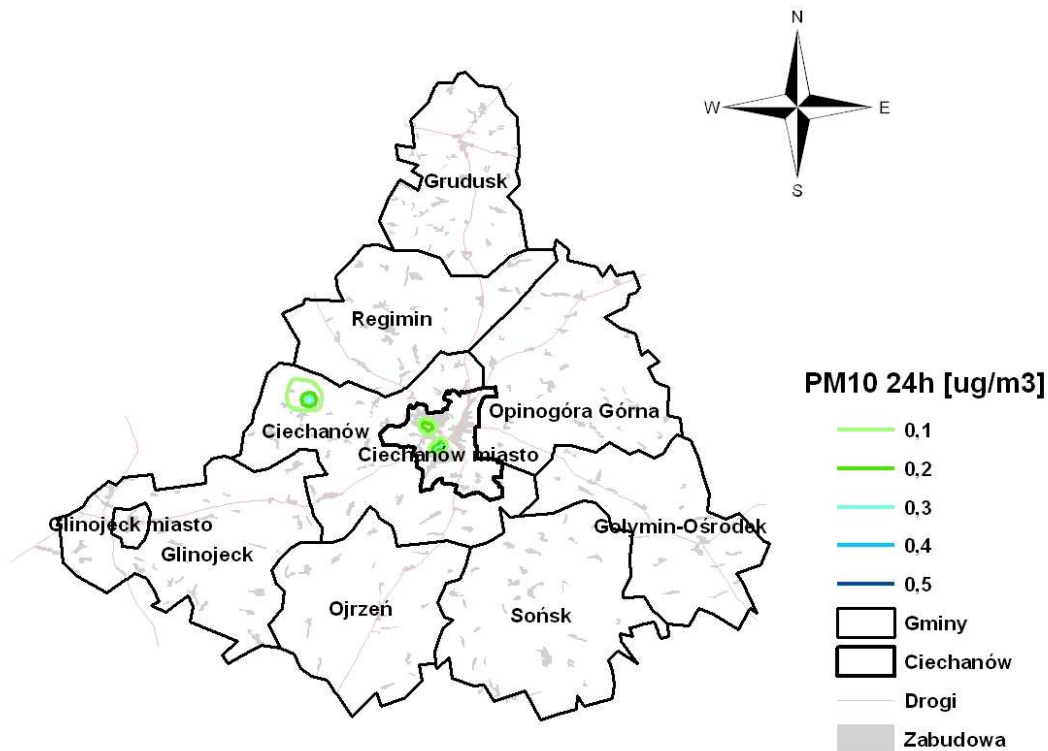 N
W
E
S
Grudusk
Regimin
Opinogóra Górna
Ciechanów
Ciechanów miasto
Glinojeck miasto
Glinojeck
Gołymin-Ośrodek
Ojrzeń
Sońsk
PM10 24h [ug/m3]
0,1
0,2
0,3
0,4
0,5
Gminy
Ciechanów
Drogi
Zabudowa